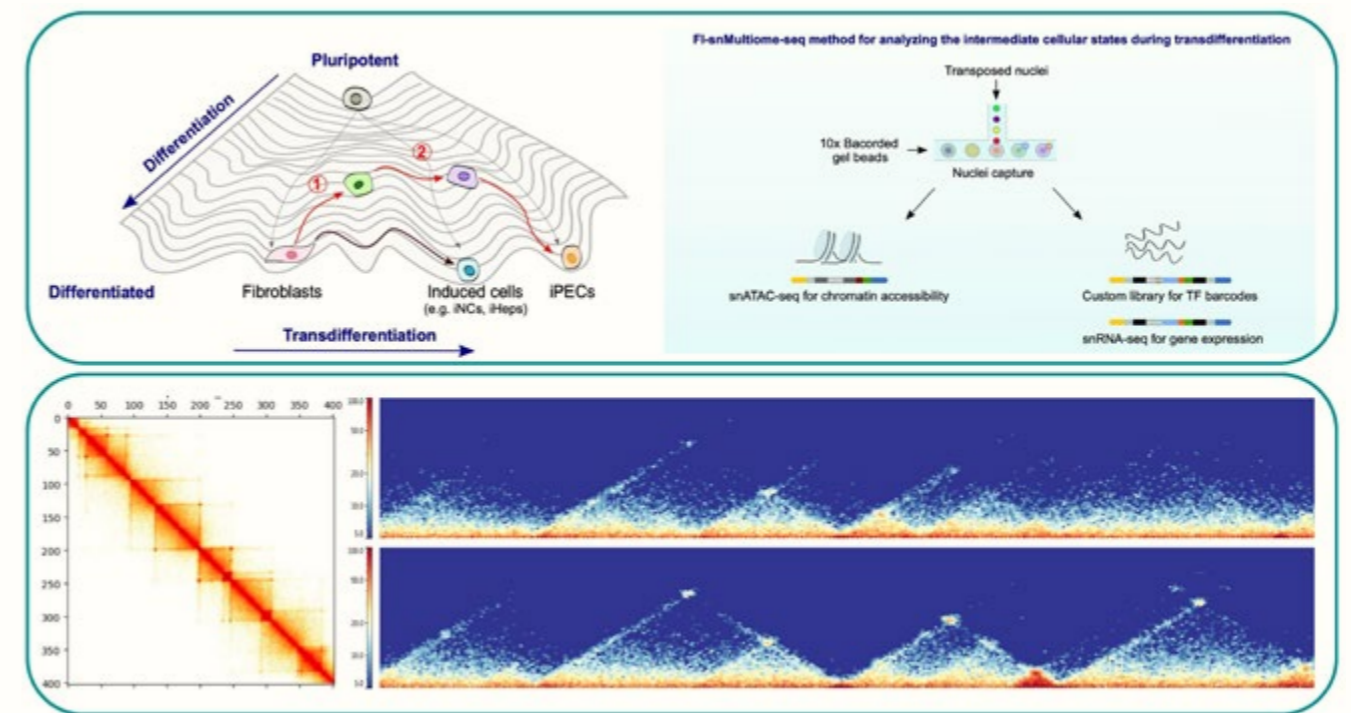 Pluripotent
Differentiation
1
2
Differentiated
Fibroblasts
Induced cells
(e.g. iNCs, iHeps)
iPECs
Transdifferentiation
FI-snMultiome-seq method for analyzing the intermediate cellular states during transdifferentiation
Transposed nuclei
10x Bacorded
gel beads
Nuclei capture
snATAC-seq for chromatin accessibility
Custom library for TF barcodes
snRNA-seq for gene expression
0 50 100 150 200 250 300 350 400
0
50
100
150
200
250
300
350
400